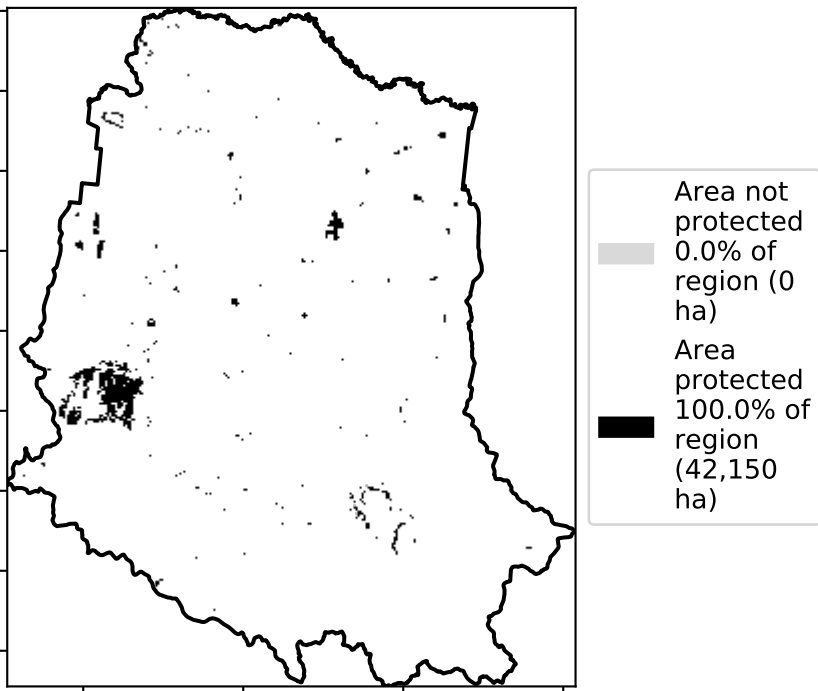 Area not
protected
0.0% of
region (0
ha)
Area
protected
100.0% of
region
(42,150
ha)